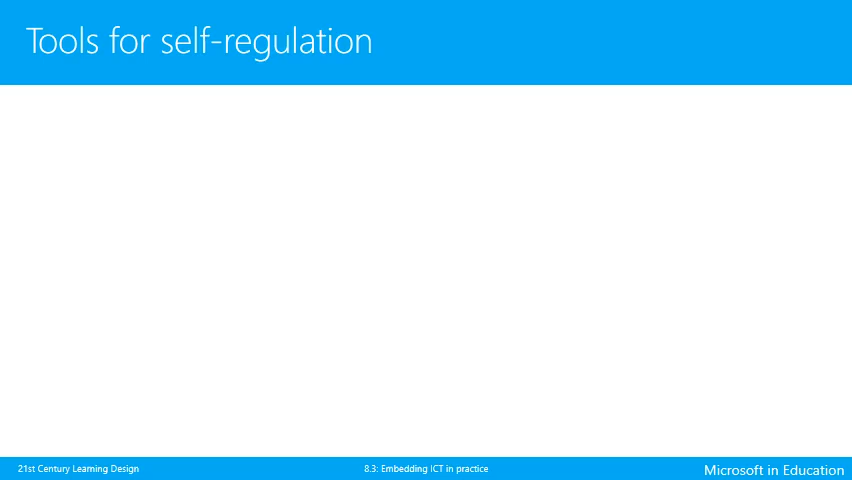 Tools for self-regulation
21st Century Learning Design
8.3: Embedding ICT in practice
Microsoft in Education